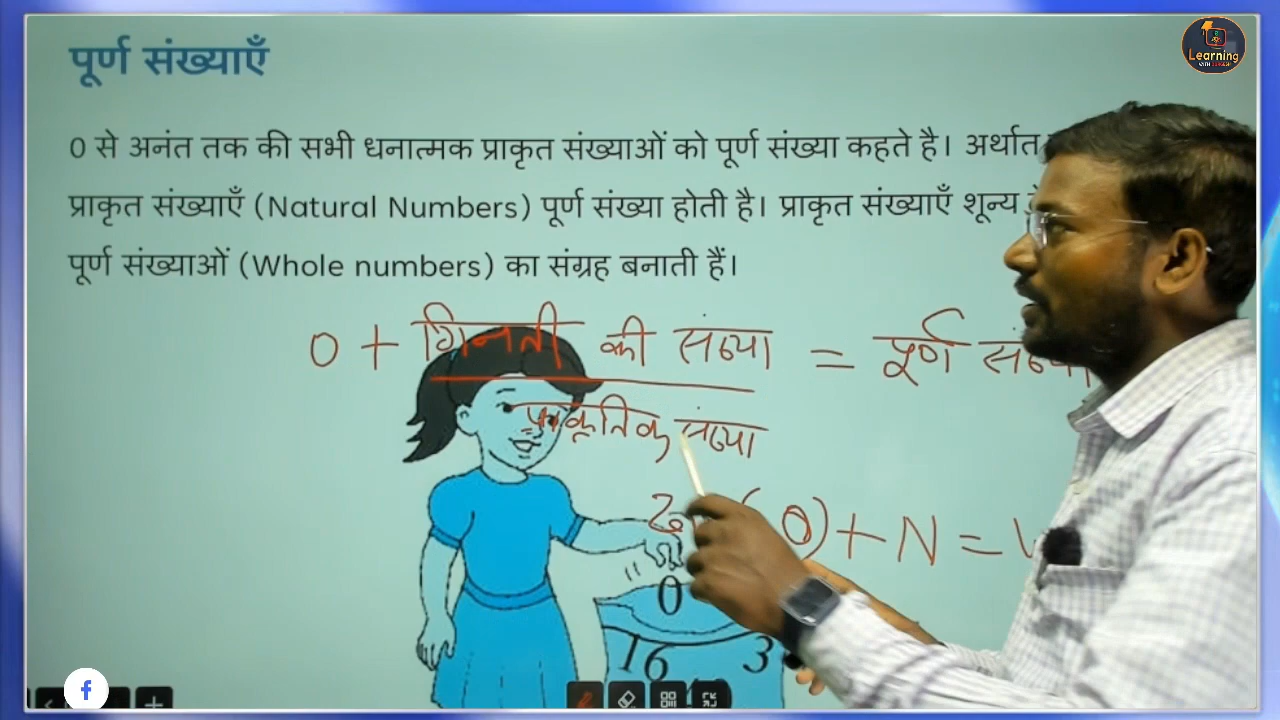 Learning
पूर्ण संख्याएँ
0 से अनंत तक की सभी धनात्मक प्राकृत संख्याओं को पूर्ण संख्या कहते है। अर्थात
प्राकृत संख्याएँ (Natural Numbers) पूर्ण संख्या होती है। प्राकृत संख्याएँ शून्य
पूर्ण संख्याओं (Whole numbers) का संग्रह बनाती हैं।
0 + गिनती की संख्या = पूर्ण संख्या
प्राकृतिक संख्या
0) + N =
0
16 3
f